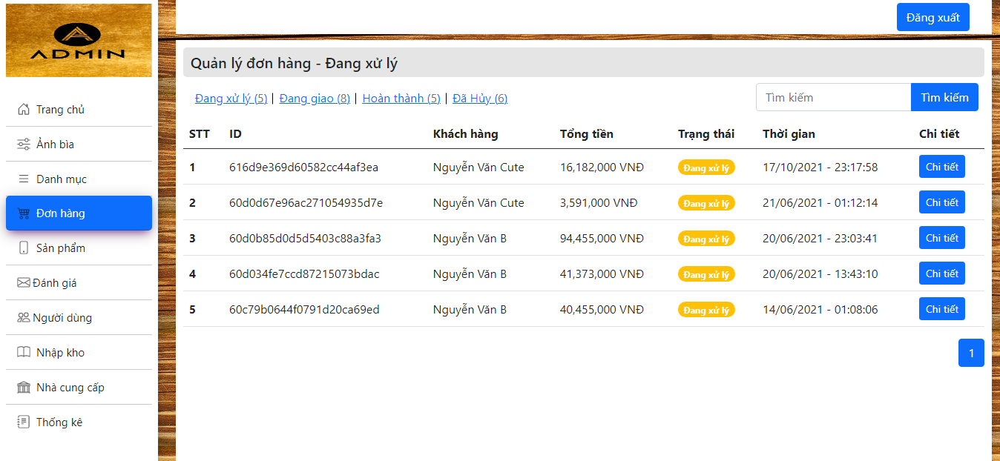 ADMIN
Trang chủ
Ảnh bìa
Danh mục
Đơn hàng
Sản phẩm
Đánh giá
Người dùng
Nhập kho
Nhà cung cấp
Thống kê
Đăng xuất
Quản lý đơn hàng - Đang xử lý
Đang xử lý (5) | Đang giao (8) | Hoàn thành (5) | Đã Hủy (6)
Tìm kiếm Tìm kiếm
STT ID Khách hàng Tổng tiền Trạng thái Thời gian Chi tiết
1 616d9e369d60582cc44af3ea Nguyễn Văn Cute 16,182,000 VNĐ Đang xử lý 17/10/2021 - 23:17:58 Chi tiết
2 60d0d67e96ac271054935d7e Nguyễn Văn Cute 3,591,000 VNĐ Đang xử lý 21/06/2021 - 01:12:14 Chi tiết
3 60d0b85d0d5d5403c88a3fa3 Nguyễn Văn B 94,455,000 VNĐ Đang xử lý 20/06/2021 - 23:03:41 Chi tiết
4 60d034fe7ccd87215073bdac Nguyễn Văn B 41,373,000 VNĐ Đang xử lý 20/06/2021 - 13:43:10 Chi tiết
5 60c79b0644f0791d20ca69ed Nguyễn Văn B 40,455,000 VNĐ Đang xử lý 14/06/2021 - 01:08:06 Chi tiết
1